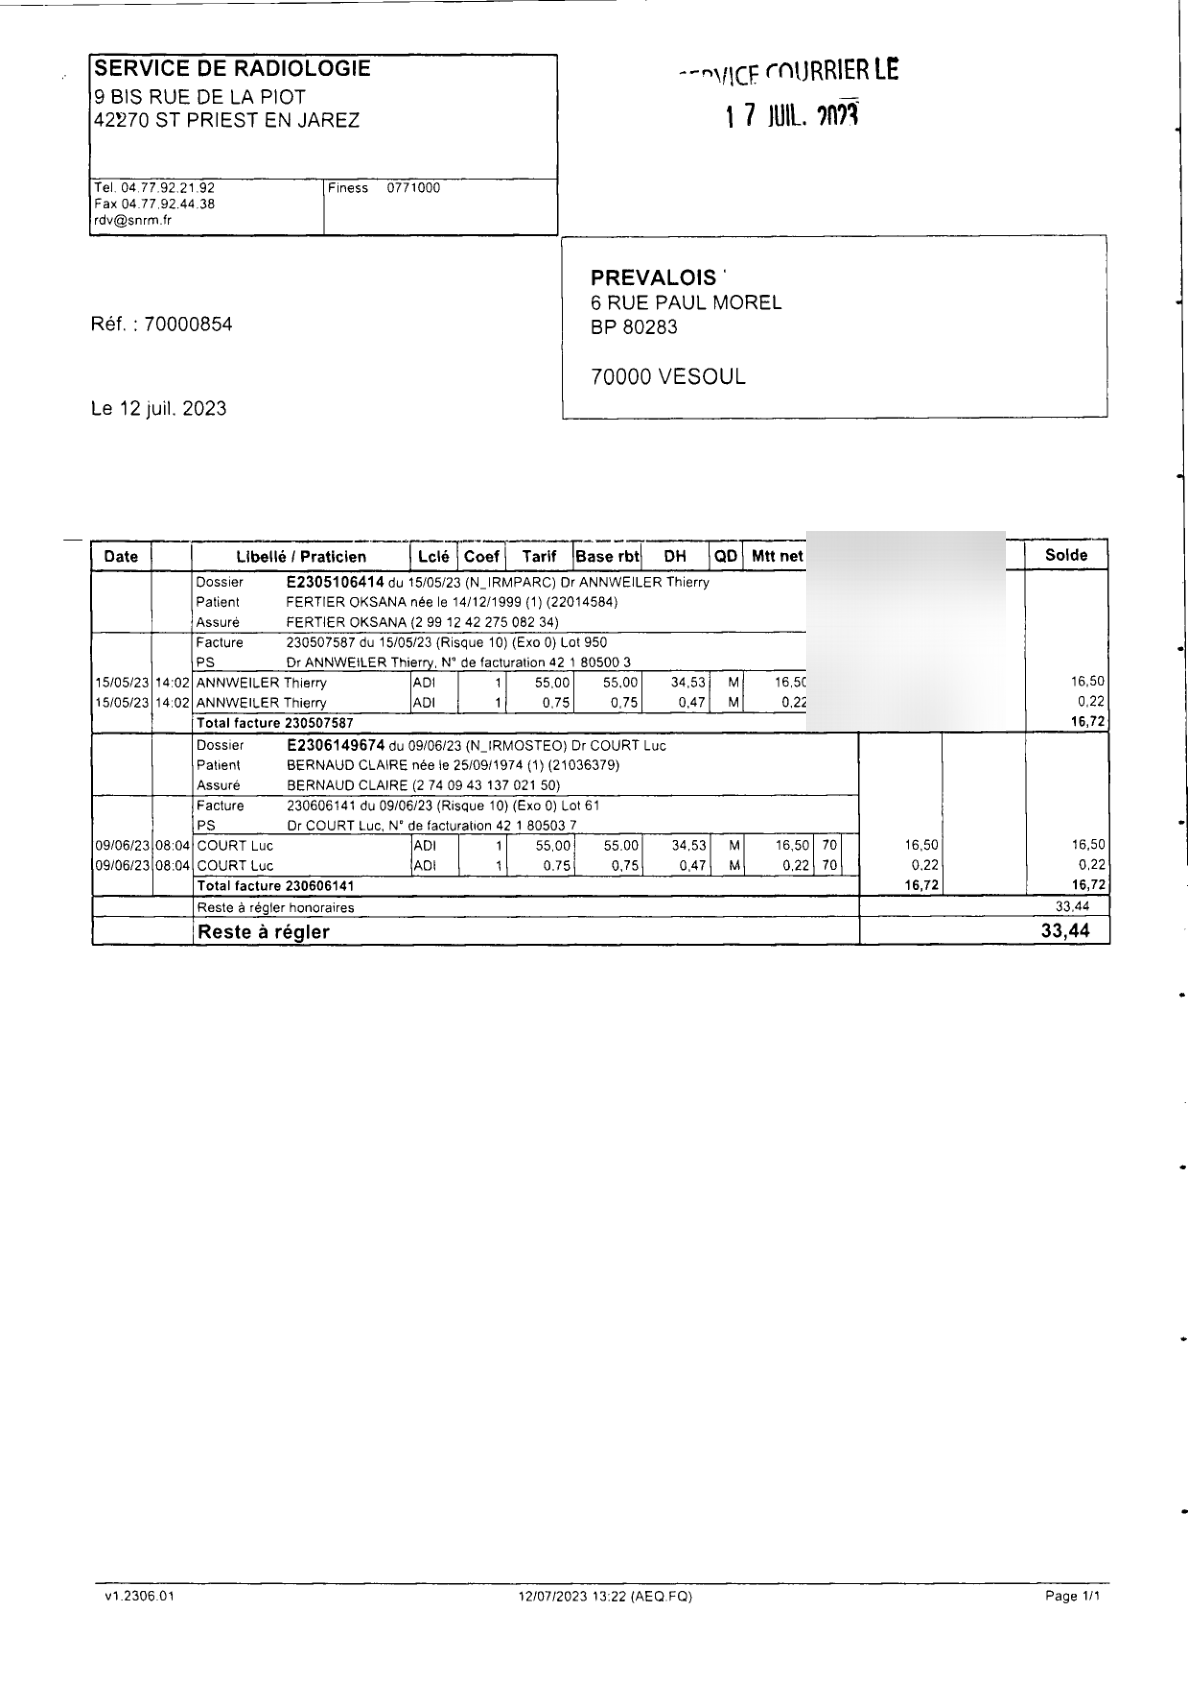 SERVICE DE RADIOLOGIE
9 BIS RUE DE LA PIOT
42270 ST PRIEST EN JAREZ
Tel. 04.77.92.21.92 Finess 0771000
Fax 04.77.92.44.38
rdv@snrm.fr
COURRIER LE
17 JUIL. 2023
PREVALOIS
6 RUE PAUL MOREL
BP 80283
70000 VESOUL
Réf. : 70000854
Le 12 juil. 2023
Date Libellé / Praticien Lclé Coef Tarif Base rbt DH QD Mtt net Solde
Dossier E2305106414 du 15/05/23 (N_IRMPARC) Dr ANNWEILER Thierry
Patient FERTIER OKSANA née le 14/12/1999 (1) (22014584)
Assuré FERTIER OKSANA (2 99 12 42 275 082 34)
Facture 230507587 du 15/05/23 (Risque 10) (Exo 0) Lot 950
PS Dr ANNWEILER Thierry, N° de facturation 42 1 80500 3
15/05/23 14:02 ANNWEILER Thierry ADI 1 55,00 55,00 34,53 M 16,50 16,50
15/05/23 14:02 ANNWEILER Thierry ADI 1 0,75 0,75 0,47 M 0,22 0,22
Total facture 230507587 16,72
Dossier E2306149674 du 09/06/23 (N_IRMOSTEO) Dr COURT Luc
Patient BERNAUD CLAIRE née le 25/09/1974 (1) (21036379)
Assuré BERNAUD CLAIRE (2 74 09 43 137 021 50)
Facture 230606141 du 09/06/23 (Risque 10) (Exo 0) Lot 61
PS Dr COURT Luc, N° de facturation 42 1 80503 7
09/06/23 08:04 COURT Luc ADI 1 55,00 55,00 34,53 M 16,50 70 16,50 16,50
09/06/23 08:04 COURT Luc ADI 1 0,75 0,75 0,47 M 0,22 70 0,22 0,22
Total facture 230606141 16,72 16,72
Reste à régler honoraires 33,44
Reste à régler 33,44
v1.2306.01 12/07/2023 13:22 (AEQ.FQ) Page 1/1